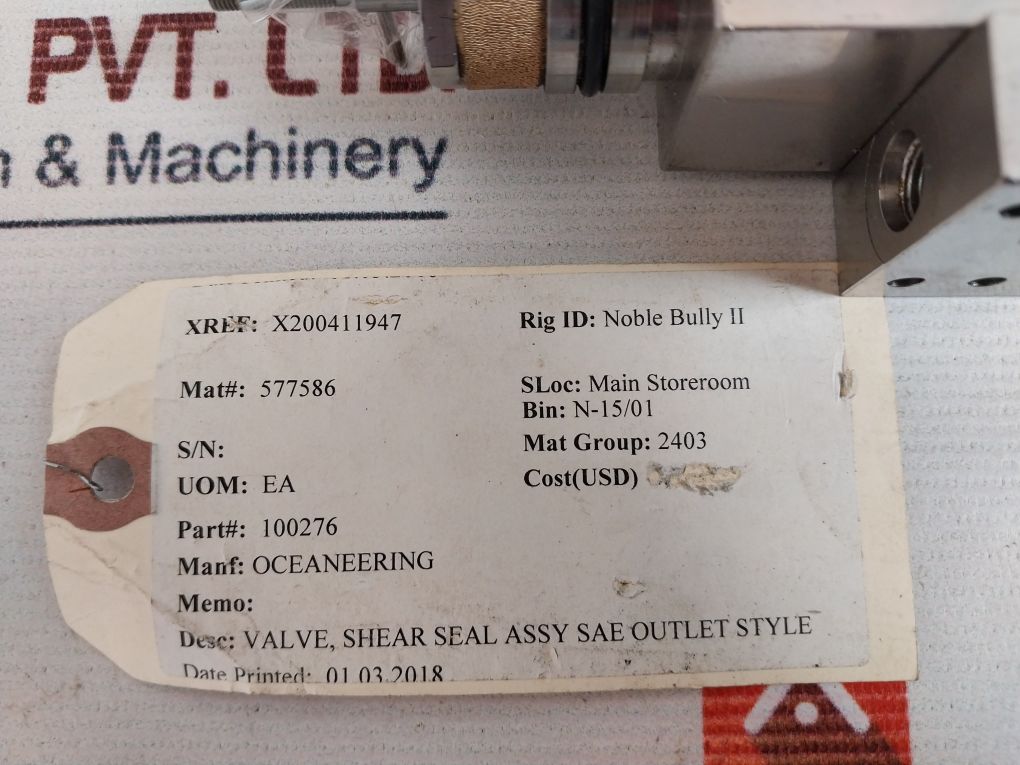 PVT. LTD.
& Machinery
XREF: X200411947
Rig ID: Noble Bully II
Mat#: 577586
SLoc: Main Storeroom
Bin: N-15/01
S/N:
Mat Group: 2403
UOM: EA
Cost(USD)
Part#: 100276
Manf: OCEANEERING
Memo:
Desc: VALVE, SHEAR SEAL ASSY SAE OUTLET STYLE
Date Printed: 01.03.2018